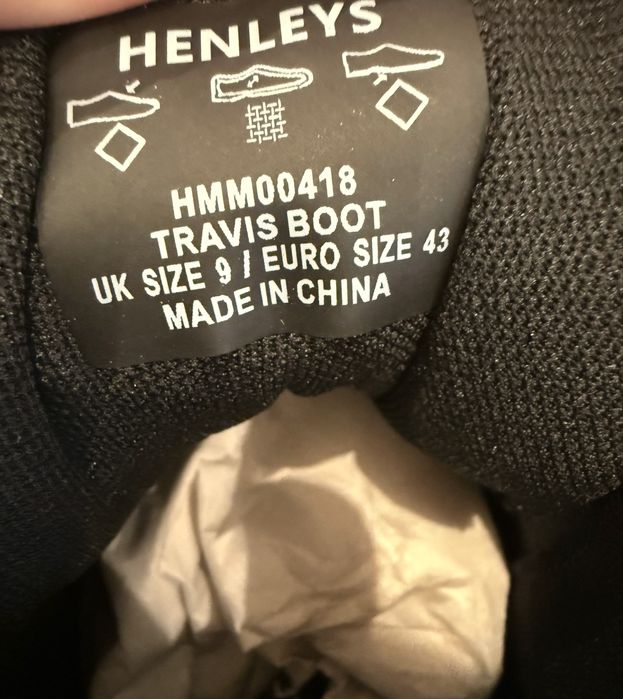 HENLEYS
HMM00418
TRAVIS BOOT
UK SIZE 9 / EURO SIZE 43
MADE IN CHINA